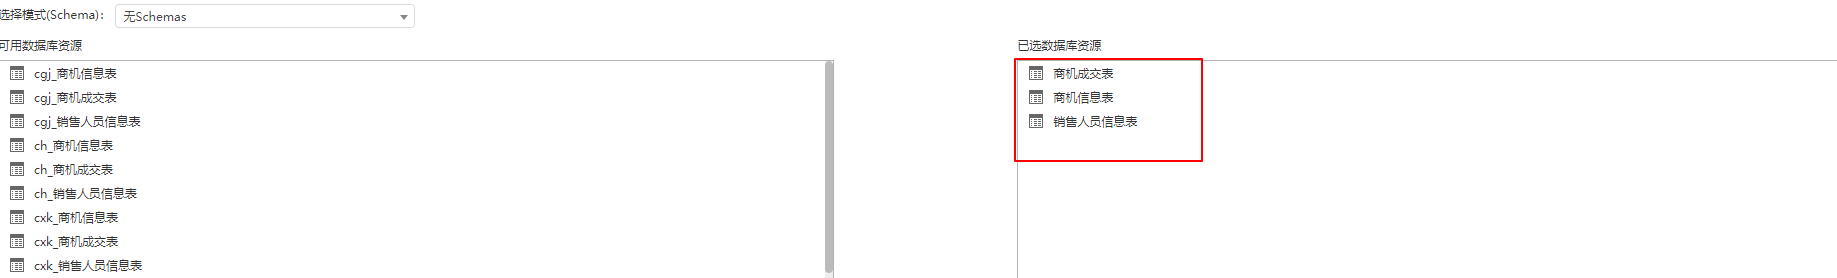 选择模式(Schema)： 无Schemas
可用数据库资源
cgj_商机信息表
cgj_商机成交表
cgj_销售人员信息表
ch_商机信息表
ch_商机成交表
ch_销售人员信息表
cxk_商机信息表
cxk_商机成交表
cxk_销售人员信息表
已选数据库资源
商机成交表
商机信息表
销售人员信息表